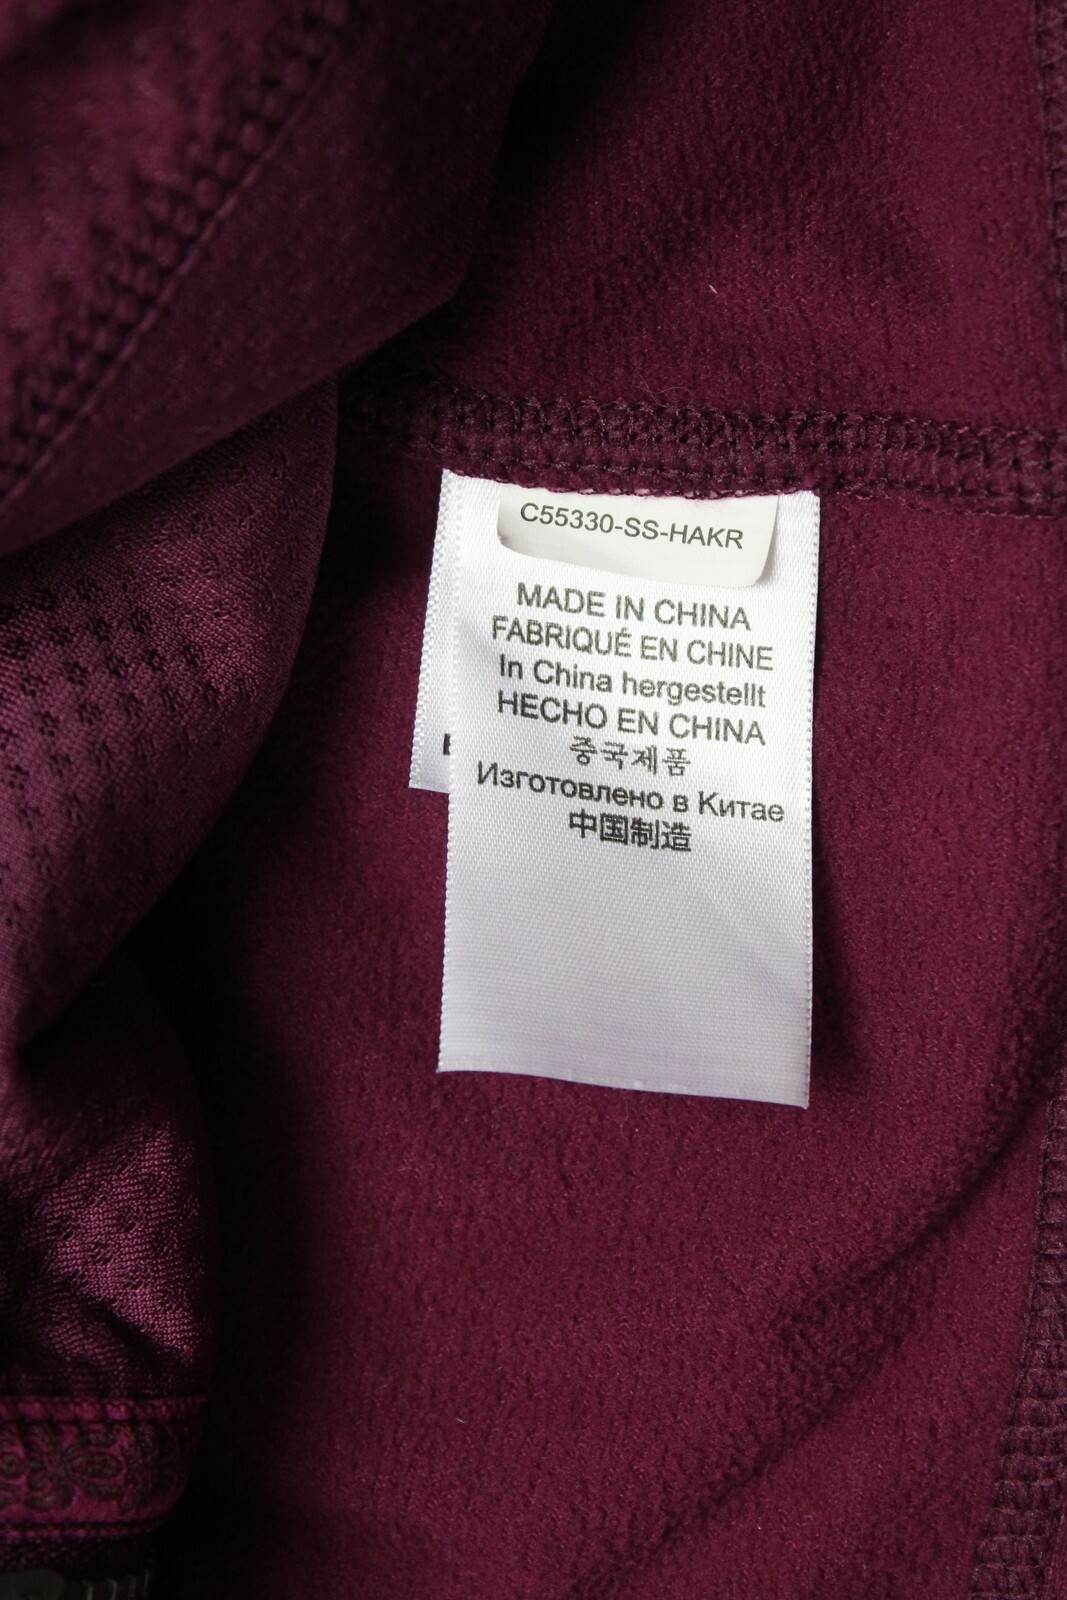 C55330-SS-HAKR
MADE IN CHINA
FABRIQUÉ EN CHINE
In China hergestellt
HECHO EN CHINA
중국제품
Изготовлено в Китае
中国制造